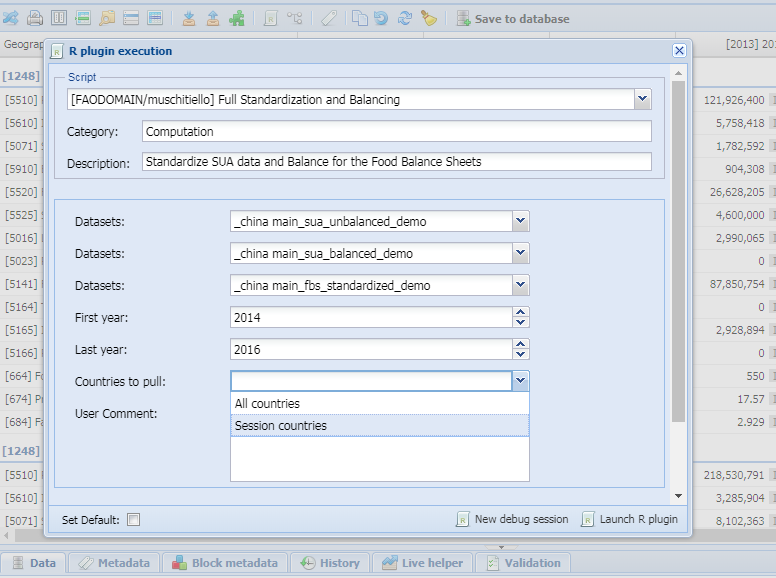 Save to database
Geograp
[2013] 20
R plugin execution
[1248]
Script
[FAODOMAIN/muschitiello] Full Standardization and Balancing
Category: Computation
Description: Standardize SUA data and Balance for the Food Balance Sheets
Datasets: _china main_sua_unbalanced_demo
Datasets: _china main_sua_balanced_demo
Datasets: _china main_fbs_standardized_demo
First year: 2014
Last year: 2016
Countries to pull:
All countries
User Comment:
Session countries
Set Default:
New debug session
Launch R plugin
[5510]
[5610]
[5071]
[5910]
[5520]
[5525]
[5016]
[5023]
[5141]
[5164]
[5165]
[5166]
[664] Fo
[674] Pr
[684] Fa
[1248]
[5510]
[5610]
[5071]
121,926,400
5,758,418
1,782,592
904,308
26,628,205
4,600,000
2,990,065
0
87,850,754
0
2,928,894
0
550
17.57
2.929
218,530,791
3,285,904
8,102,363
Data
Metadata
Block metadata
History
Live helper
Validation